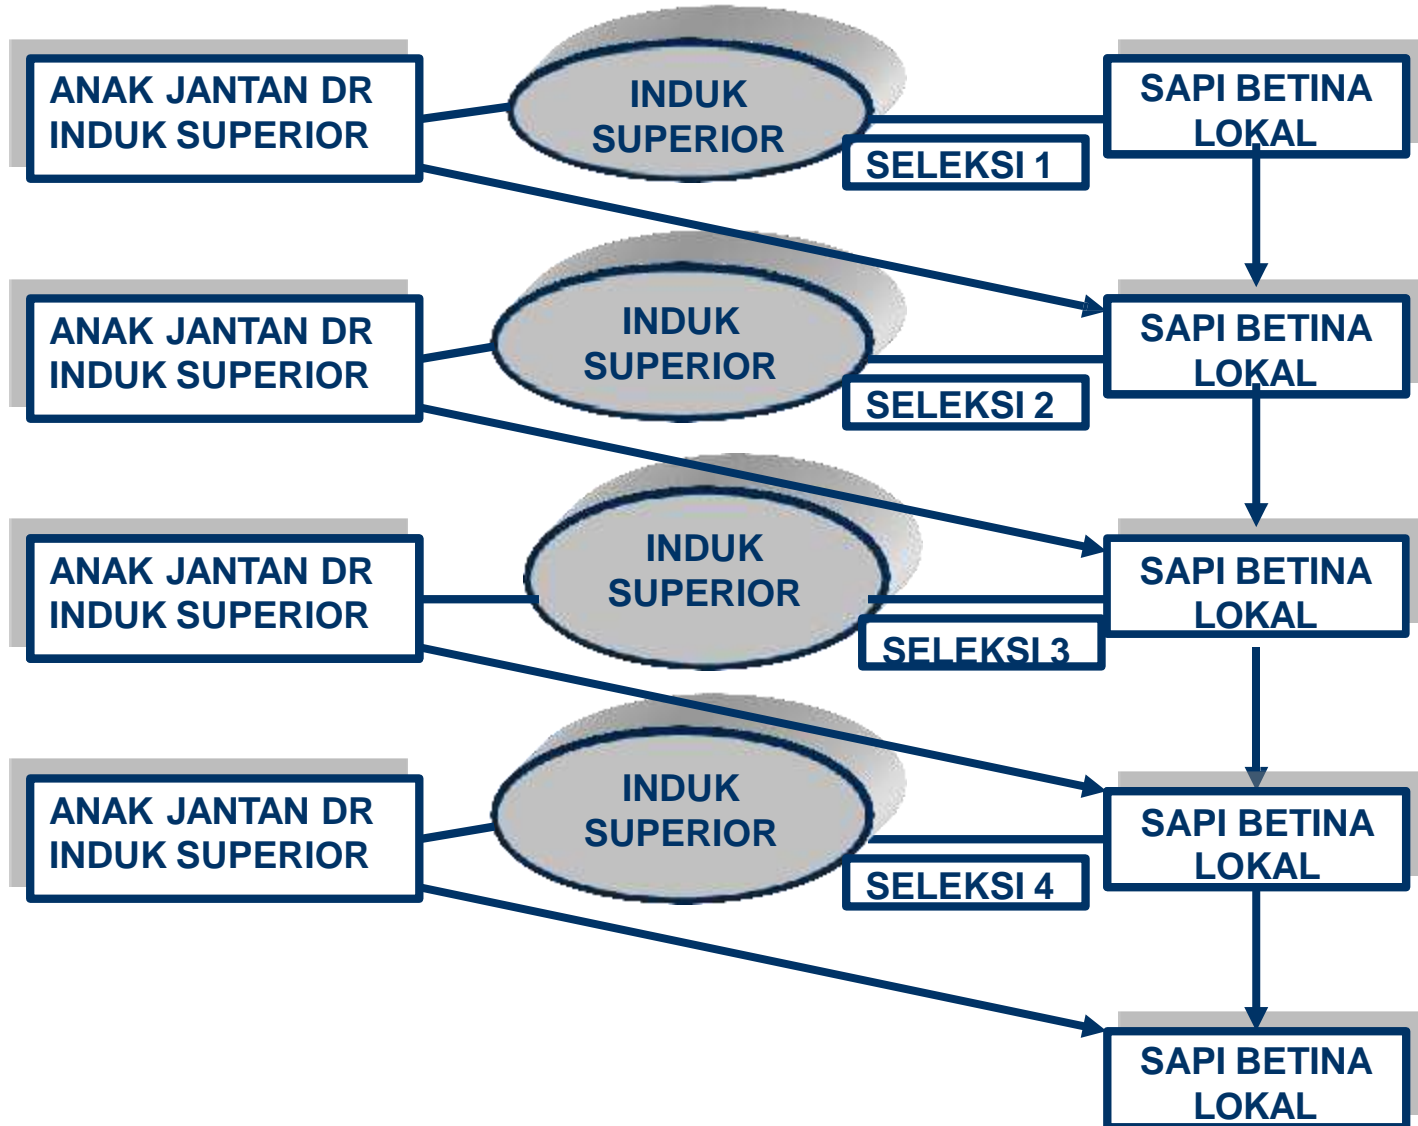 ANAK JANTAN DR
INDUK SUPERIOR
INDUK
SUPERIOR
SAPI BETINA
LOKAL
SELEKSI 1
ANAK JANTAN DR
INDUK SUPERIOR
INDUK
SUPERIOR
SAPI BETINA
LOKAL
SELEKSI 2
ANAK JANTAN DR
INDUK SUPERIOR
INDUK
SUPERIOR
SAPI BETINA
LOKAL
SELEKSI 3
ANAK JANTAN DR
INDUK SUPERIOR
INDUK
SUPERIOR
SAPI BETINA
LOKAL
SELEKSI 4
SAPI BETINA
LOKAL